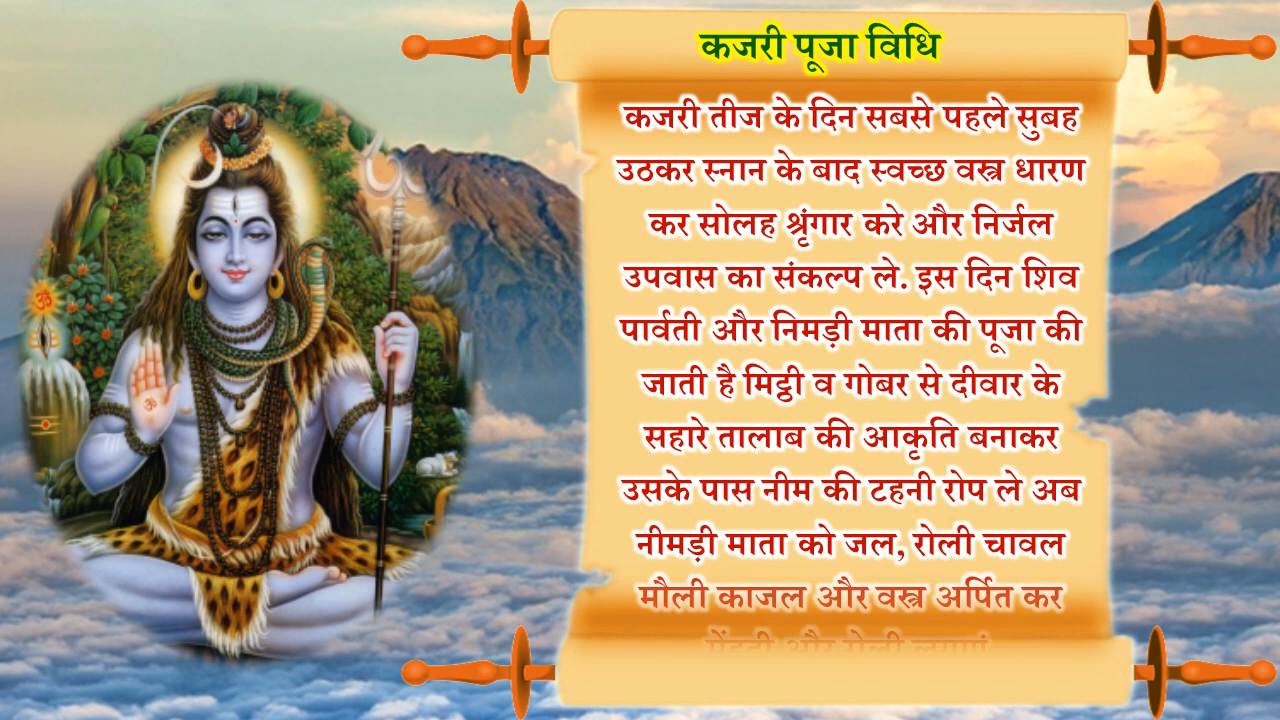 कजरी पूजा विधि
कजरी तीज के दिन सबसे पहले सुबह
उठकर स्नान के बाद स्वच्छ वस्त्र धारण
कर सोलह श्रृंगार करे और निर्जल
उपवास का संकल्प ले. इस दिन शिव
पार्वती और निमड़ी माता की पूजा की
जाती है मिट्ठी व गोबर से दीवार के
सहारे तालाब की आकृति बनाकर
उसके पास नीम की टहनी रोप ले अब
नीमड़ी माता को जल, रोली चावल
मौली काजल और वस्त्र अर्पित कर